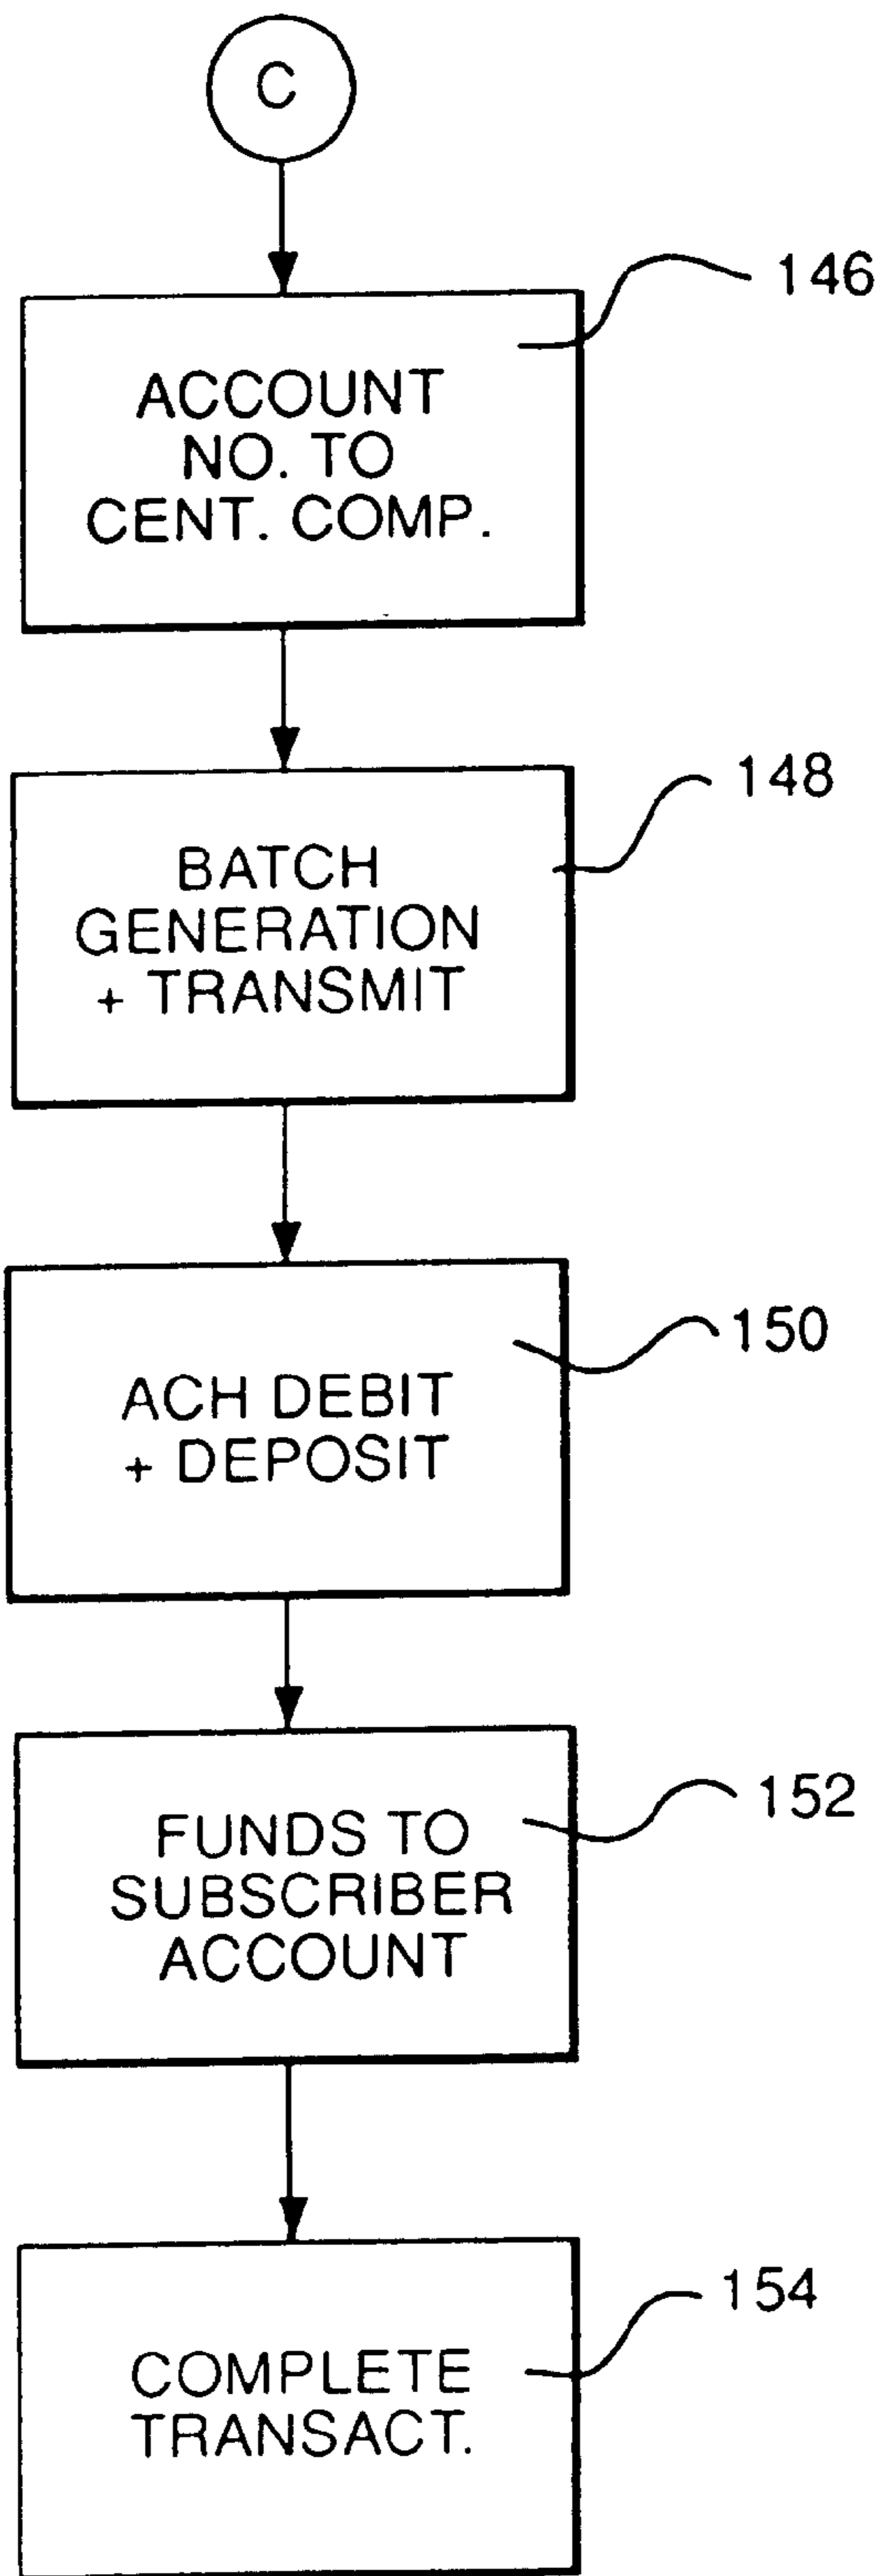 C
146
ACCOUNT
NO. TO
CENT. COMP.
148
BATCH
GENERATION
+ TRANSMIT
150
ACH DEBIT
+ DEPOSIT
152
FUNDS TO
SUBSCRIBER
ACCOUNT
154
COMPLETE
TRANSACT.